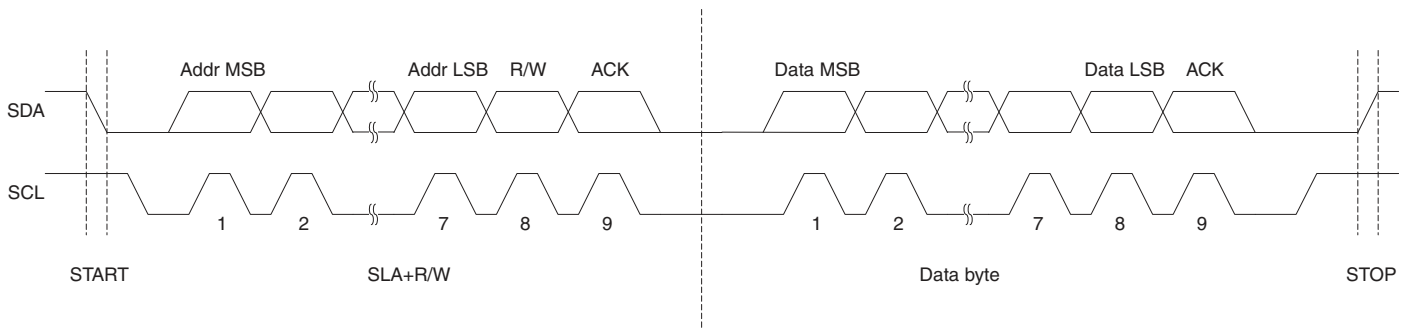 Addr MSB Addr LSB R/W ACK Data MSB Data LSB ACK
SDA
SCL
1 2 7 8 9 1 2 7 8 9
START SLA+R/W Data byte STOP